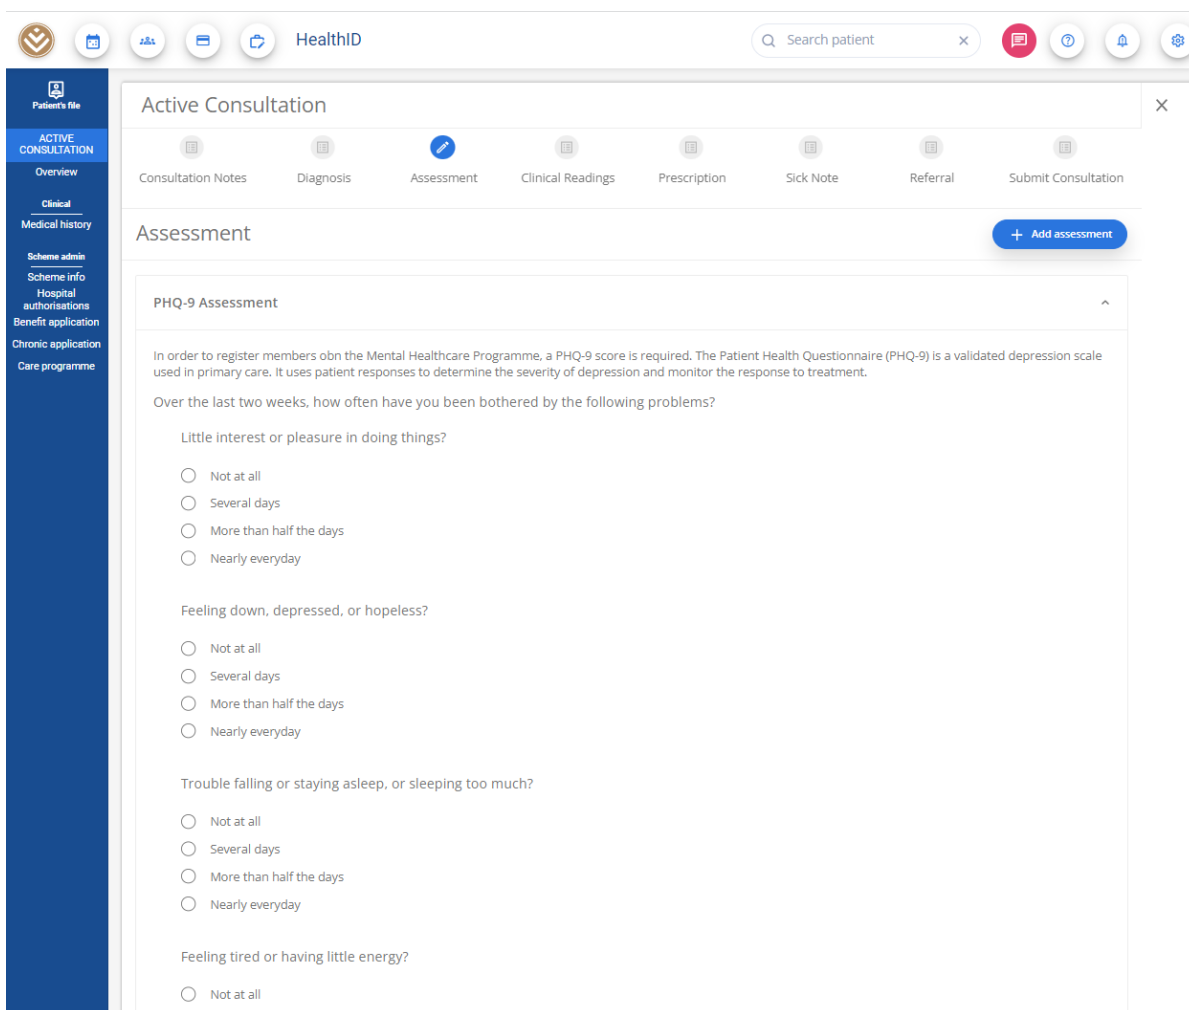 HealthID
Search patient
Patient's file
ACTIVE
CONSULTATION
Overview
Clinical
Medical history
Scheme admin
Scheme info
Hospital
authorisations
Benefit application
Chronic application
Care programme
Active Consultation
Consultation Notes
Diagnosis
Assessment
Clinical Readings
Prescription
Sick Note
Referral
Submit Consultation
Assessment
+ Add assessment
PHQ-9 Assessment
In order to register members obn the Mental Healthcare Programme, a PHQ-9 score is required. The Patient Health Questionnaire (PHQ-9) is a validated depression scale
used in primary care. It uses patient responses to determine the severity of depression and monitor the response to treatment.
Over the last two weeks, how often have you been bothered by the following problems?
Little interest or pleasure in doing things?
Not at all
Several days
More than half the days
Nearly everyday
Feeling down, depressed, or hopeless?
Not at all
Several days
More than half the days
Nearly everyday
Trouble falling or staying asleep, or sleeping too much?
Not at all
Several days
More than half the days
Nearly everyday
Feeling tired or having little energy?
Not at all